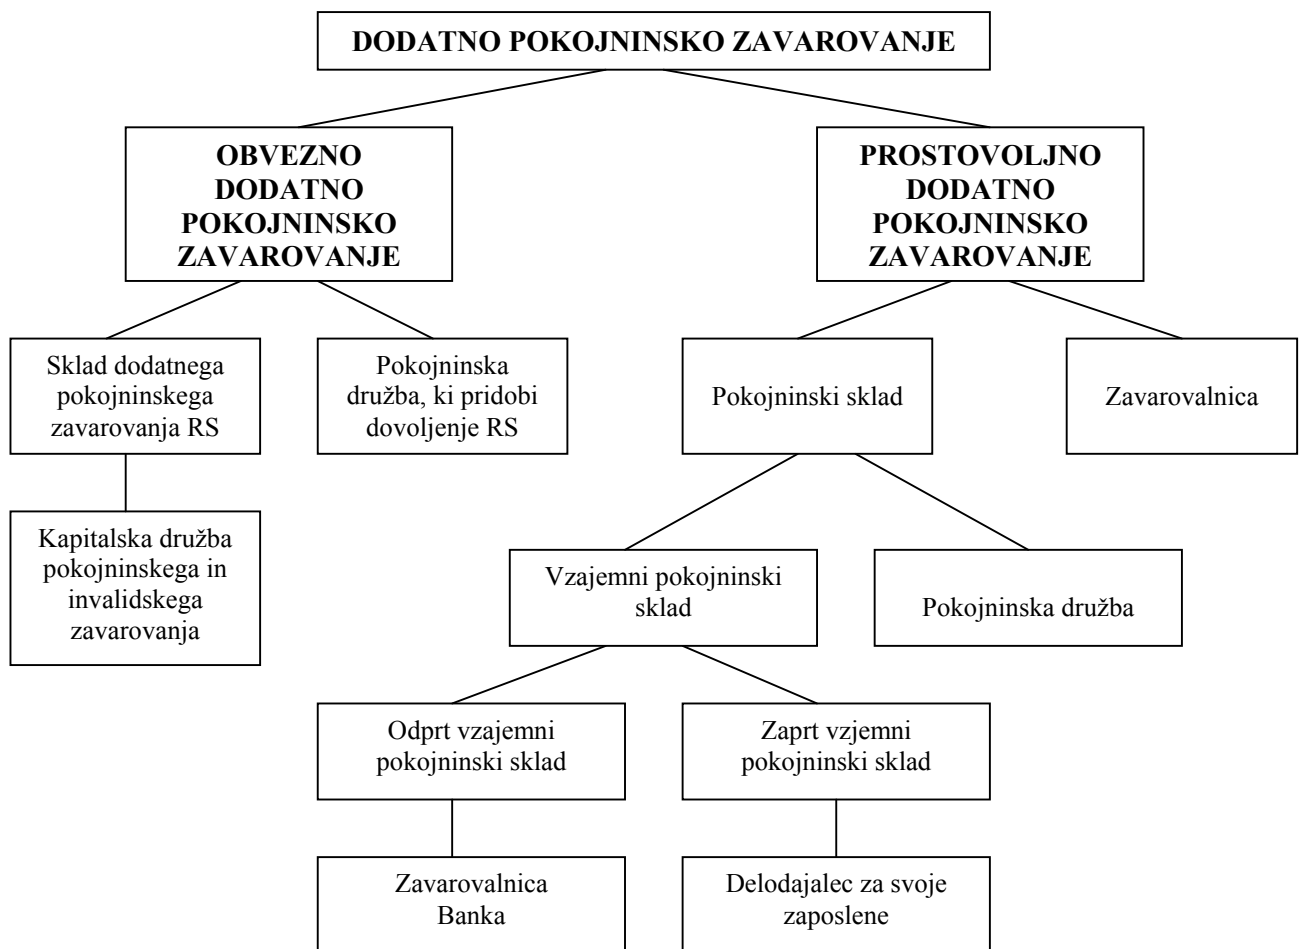 DODATNO POKOJNINSKO ZAVAROVANJE
OBVEZNO
DODATNO
POKOJNINSKO
ZAVAROVANJE
PROSTOVOLJNO
DODATNO
POKOJNINSKO
ZAVAROVANJE
Sklad dodatnega
pokojninskega
zavarovanja RS
Pokojninska
družba, ki pridobi
dovoljenje RS
Pokojninski sklad
Zavarovalnica
Kapitalska družba
pokojninskega in
invalidskega
zavarovanja
Vzajemni pokojninski
sklad
Pokojninska družba
Odprt vzajemni
pokojninski sklad
Zaprt vzjemni
pokojninski sklad
Zavarovalnica
Banka
Delodajalec za svoje
zaposlene